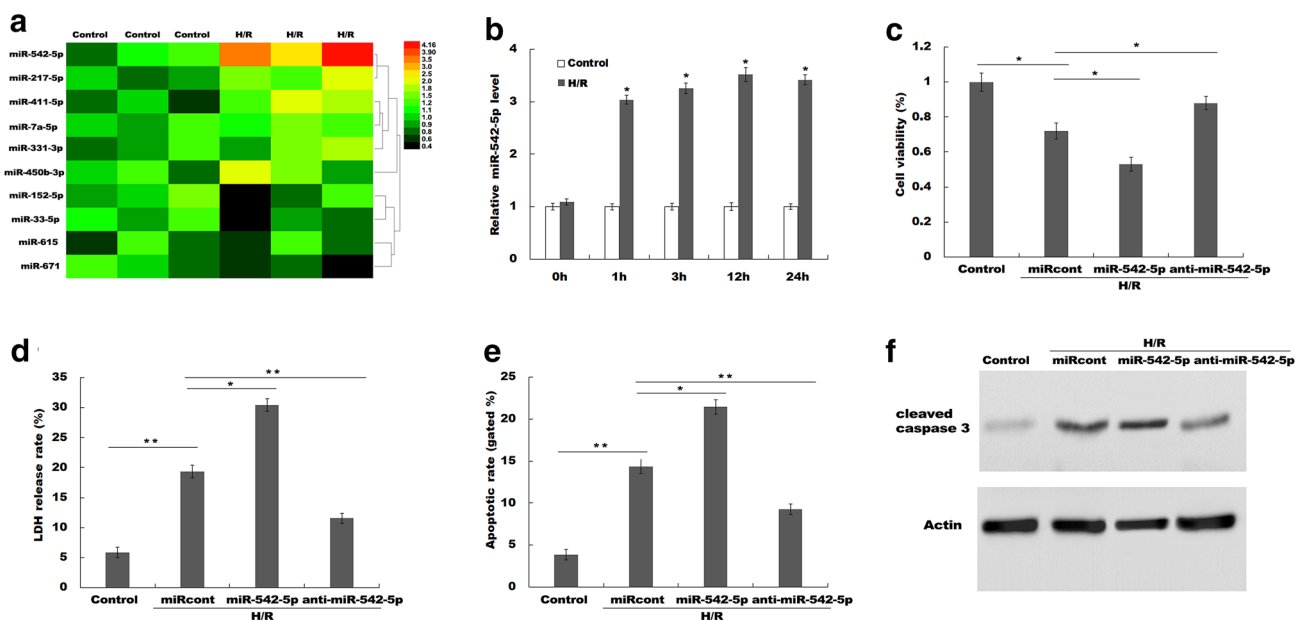 a
Control Control Control H/R H/R H/R
miR-542-5p
miR-217-5p
miR-411-5p
miR-7a-5p
miR-331-3p
miR-450b-3p
miR-152-5p
miR-33-5p
miR-615
miR-671
4.16
3.90
3.5
2.5
2.0
1.5
1.2
1.1
1.0
0.9
0.8
0.6
0.4
b
Relative miR-542-5p level
Control
H/R
5
4
3
2
1
0
* * * *
0h 1h 3h 12h 24h
c
Cell viability (%)
1.2
1
0.8
0.6
0.4
0.2
0
*
*
*
Control miRcont miR-542-5p anti-miR-542-5p
H/R
d
LDH release rate (%)
35
30
25
20
15
10
5
0
**
*
**
Control miRcont miR-542-5p anti-miR-542-5p
H/R
e
Apoptotic rate (gated %)
25
20
15
10
5
0
**
*
**
Control miRcont miR-542-5p anti-miR-542-5p
H/R
f
H/R
Control miRcont miR-542-5p anti-miR-542-5p
cleaved
caspase 3
Actin